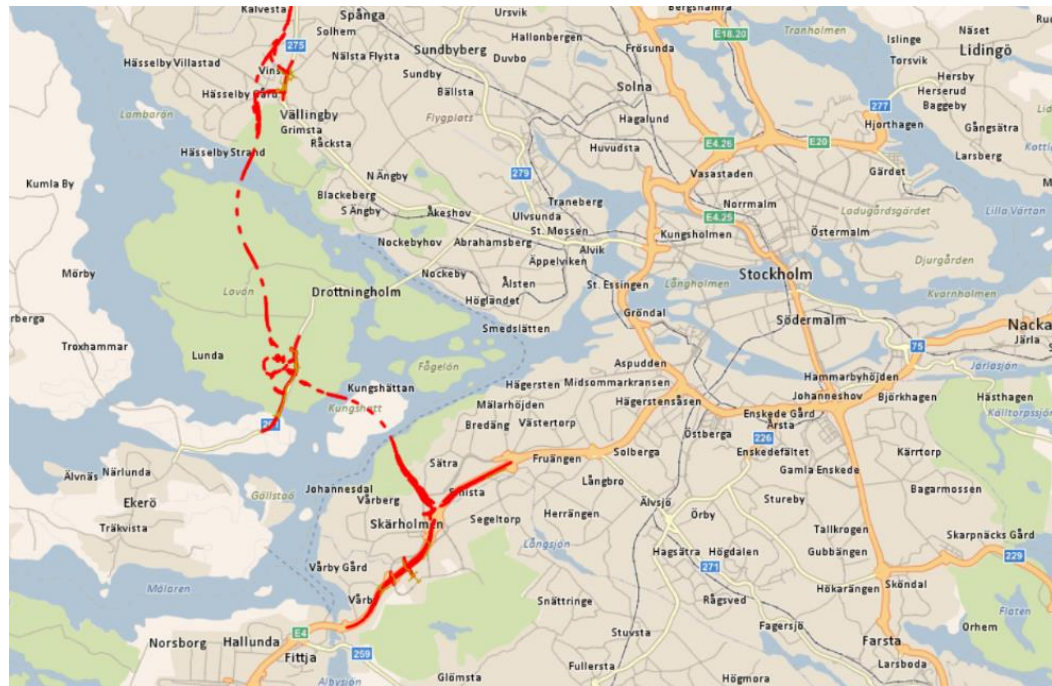 Kälvesta
Spånga
Ursvik
Bergshamra
Hallonbergen
Frösunda
E18.20
Tranholmen
Islinge
Näset
Lidingö
Torsvik
275
Solhem
Hässelby Villastad
Nälsta Flysta
Sundbyberg
Duvbo
Sundby
Solna
Hersby
Herserud
Baggeby
Hässelby Gård
Bällsta
277
Hjorthagen
Gångsätra
Lambarön
Vällingby
Grimsta
Flygplats
Hagalund
Huvudsta
E4.26
E20
Larsberg
Råcksta
Hässelby Strand
279
Vasastaden
Gärdet
Kumla By
N Ängby
Blackeberg
S Ängby
Åkeshov
Traneberg
Ulvsunda
Norrmalm
E4.25
Ladugårdsgärdet
Lilla Värtan
St. Mossen
Kungsholmen
Östermalm
Nockebyhov
Abrahamsberg
Alvik
Äppelviken
Djurgården
Mörby
Nockeby
Stockholm
Lovön
Drottningholm
Ålsten
St. Essingen
Långholmen
Kvarnholmen
Höglandet
Gröndal
Södermalm
Smedslätten
Nacka
Troxhammar
Järla
75
Lunda
Aspudden
Fågelön
Järlasjön
Kungshättan
Hägersten
Midsommarkransen
Hammarbyhöjden
Hästhagen
Johanneshov
Björkhagen
Kungshatt
Mälarhöjden
Hägerstensåsen
Källtorpssjön
Enskede Gård
Årsta
Bredäng
Västertorp
Östberga
226
Solberga
Enskedefältet
Kärrtorp
Älvnäs
Närlunda
Sätra
Fruängen
Gamla Enskede
Ekerö
Johannesdal
Vårberg
Långbro
Bagarmossen
Gällstaö
Älvsjö
Stureby
Träkvista
Skärholmen
Segeltorp
Herrängen
Örby
Tallkrogen
Skarpnäcks Gård
Långsjön
Hagsätra
Högdalen
Gubbängen
229
Vårby Gård
271
Sköndal
Mälaren
Hökarängen
Snättringe
Rågsved
Flaten
Norsborg
Hallunda
E4
Fagersjö
Orhem
Stuvsta
Farsta
Fittja
259
Larsboda
Fullersta
Albysjön
Glömsta
Högmora